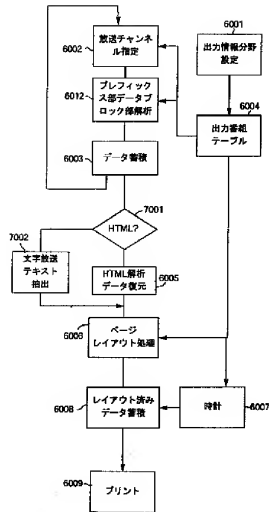 放送チャンネ
ル指定
6002
6001
出力情報分野
設定
プレフィック
ス部データブ
ロック部解析
6012
6004
出力番組
テーブル
データ蓄積
6003
7001
HTML?
7002
文字放送
テキスト
抽出
HTML解析
データ復元
6005
ページ
レイアウト処理
6006
レイアウト済み
データ蓄積
6008
時計
6007
プリント
6009